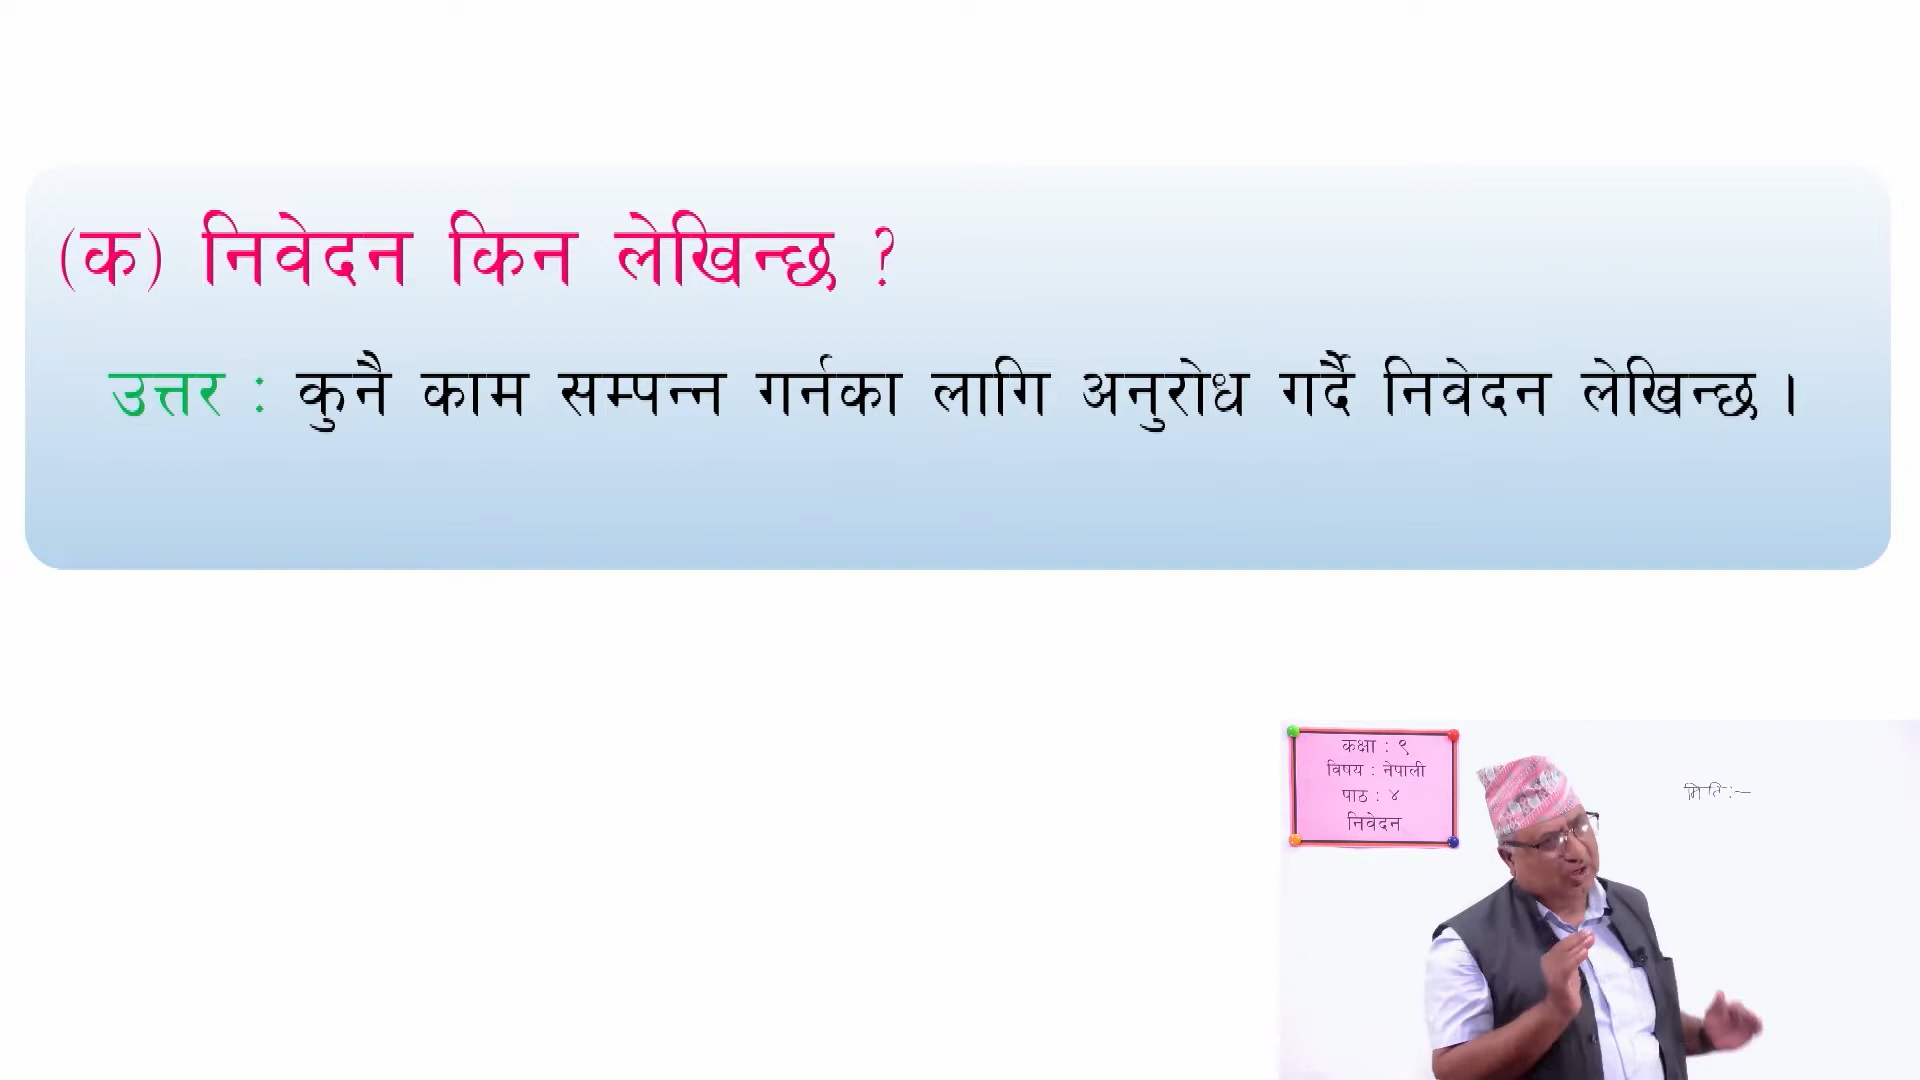 (क) निवेदन किन लेखिन्छ ?
उत्तर : कुनै काम सम्पन्न गर्नका लागि अनुरोध गर्दै निवेदन लेखिन्छ ।
कक्षा : ९
विषय : नेपाली
पाठ : ४
निवेदन
मिति:-